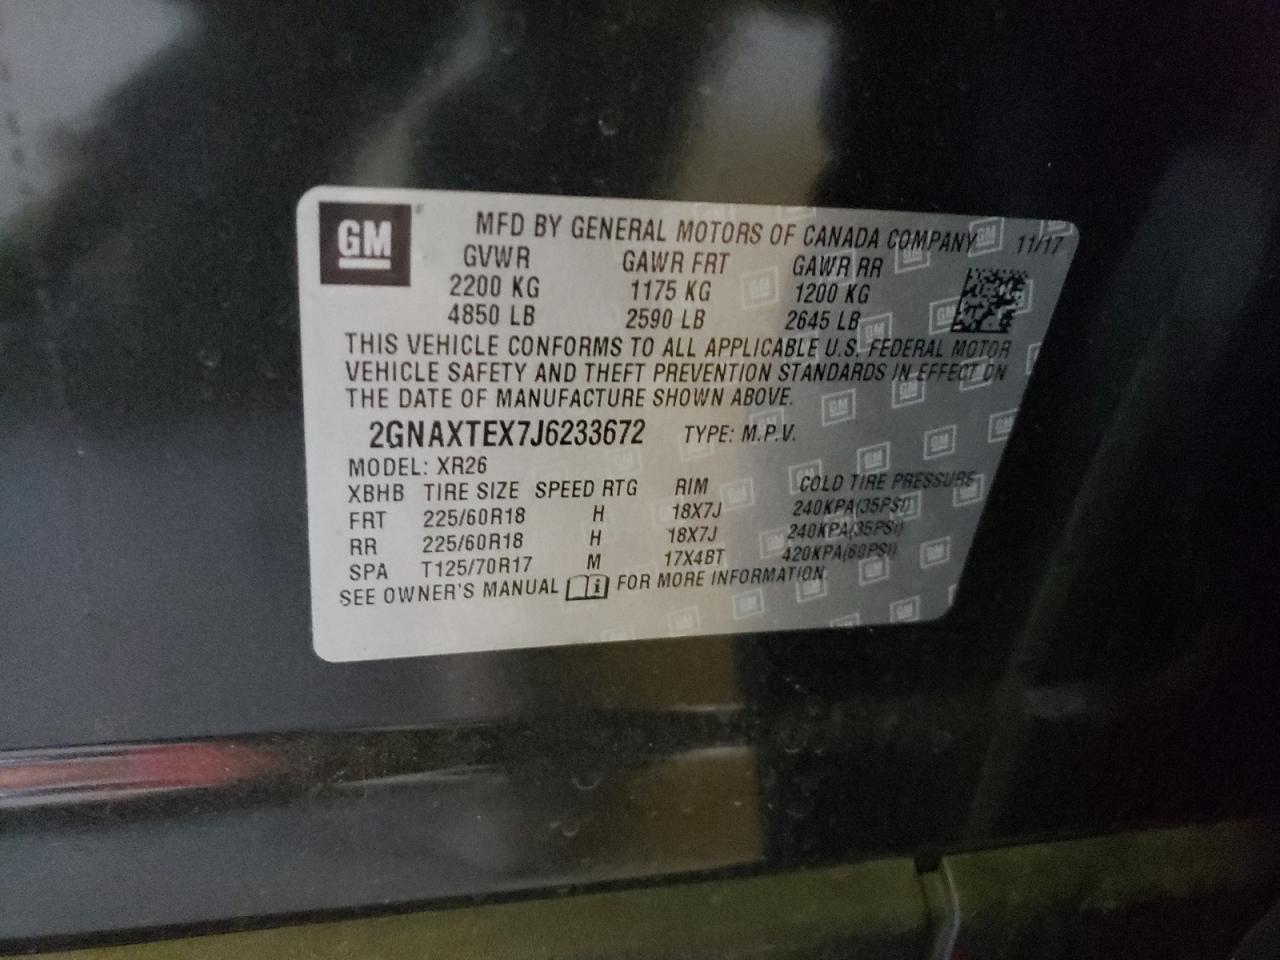 GM MFD BY GENERAL MOTORS OF CANADA COMPANY 11/17
GVWR GAWR FRT GAWR RR
2200 KG 1175 KG 1200 KG
4850 LB 2590 LB 2645 LB
THIS VEHICLE CONFORMS TO ALL APPLICABLE U.S. FEDERAL MOTOR
VEHICLE SAFETY AND THEFT PREVENTION STANDARDS IN EFFECT ON
THE DATE OF MANUFACTURE SHOWN ABOVE.
2GNAXTEX7J6233672 TYPE: M.P.V.
MODEL: XR26
XBHB TIRE SIZE SPEED RTG RIM COLD TIRE PRESSURE
FRT 225/60R18 H 18X7J 240KPA(35PSI)
RR 225/60R18 H 18X7J 240KPA(35PSI)
SPA T125/70R17 M 17X4BT 420KPA(60PSI)
SEE OWNER'S MANUAL FOR MORE INFORMATION